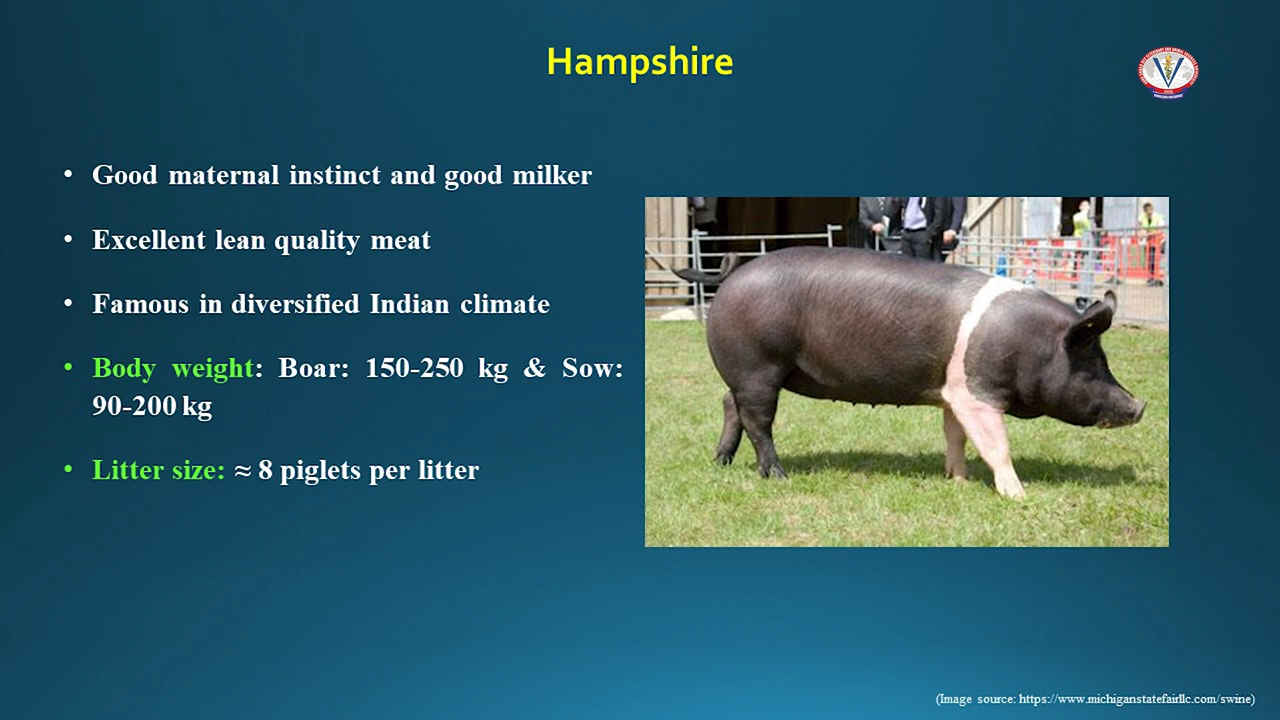 Hampshire
• Good maternal instinct and good milker
• Excellent lean quality meat
• Famous in diversified Indian climate
• Body weight: Boar: 150-250 kg & Sow:
90-200 kg
• Litter size: ≈ 8 piglets per litter
(Image source: https://www.michiganstatefairllc.com/swine)